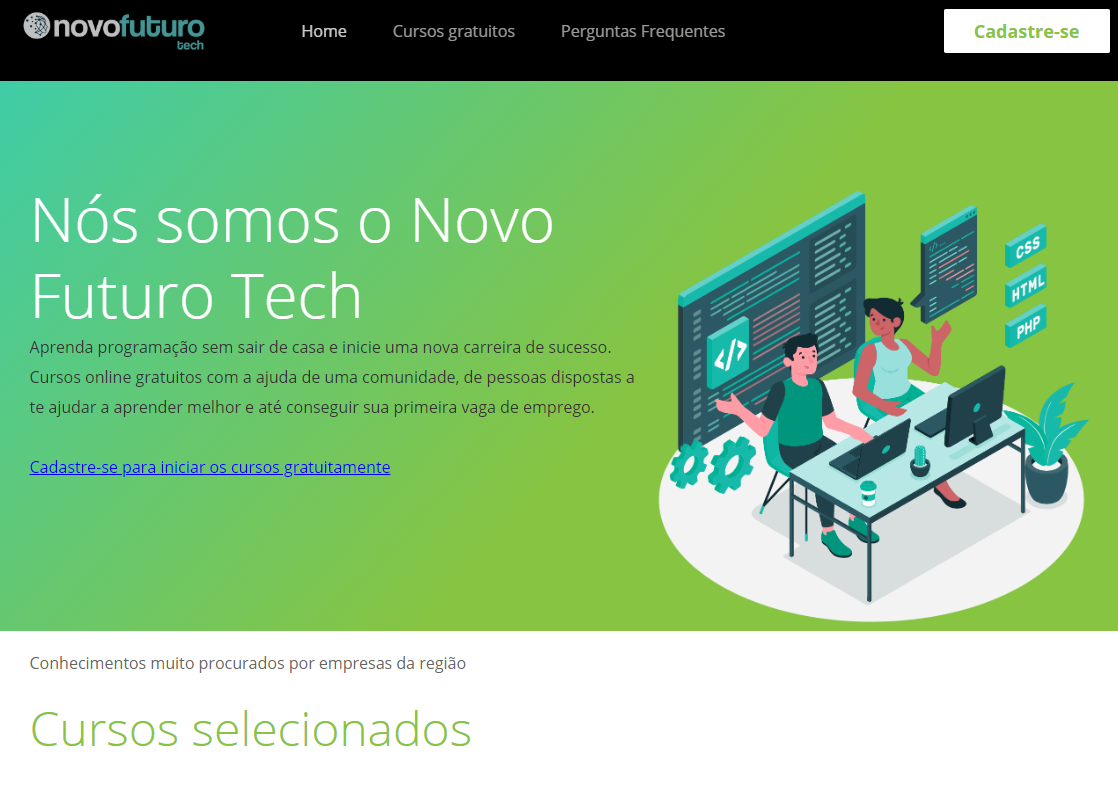 novofuturo
tech
Home
Cursos gratuitos
Perguntas Frequentes
Cadastre-se
Nós somos o Novo
Futuro Tech
Aprenda programação sem sair de casa e inicie uma nova carreira de sucesso.
Cursos online gratuitos com a ajuda de uma comunidade, de pessoas dispostas a
te ajudar a aprender melhor e até conseguir sua primeira vaga de emprego.
Cadastre-se para iniciar os cursos gratuitamente
CSS
HTML
PHP
</>
Conhecimentos muito procurados por empresas da região
Cursos selecionados